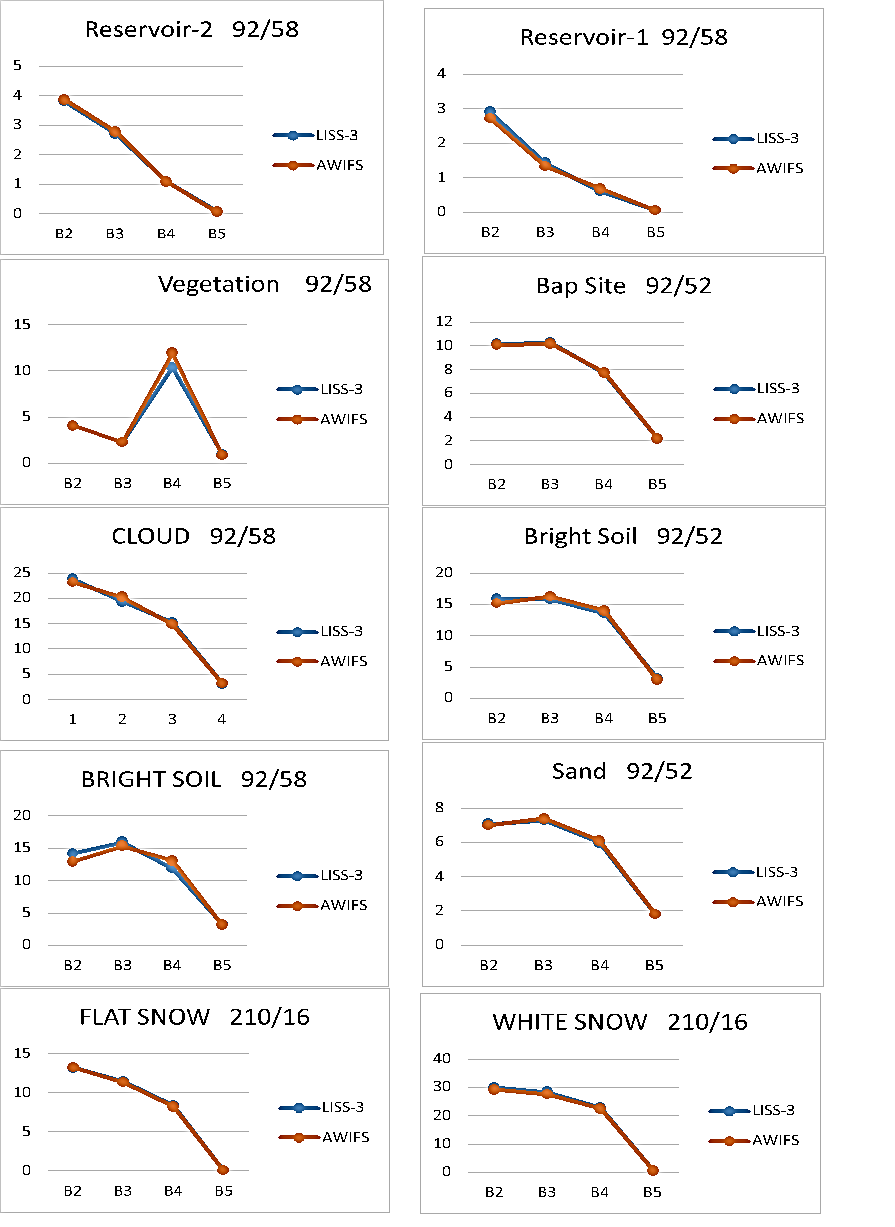 Reservoir-2 92/58
5
4
3
2
1
0
B2 B3 B4 B5
LISS-3
AWIFS
Reservoir-1 92/58
4
3
2
1
0
B2 B3 B4 B5
LISS-3
AWIFS
Vegetation 92/58
15
10
5
0
B2 B3 B4 B5
LISS-3
AWIFS
Bap Site 92/52
12
10
8
6
4
2
0
B2 B3 B4 B5
LISS-3
AWIFS
CLOUD 92/58
25
20
15
10
5
0
1 2 3 4
LISS-3
AWIFS
Bright Soil 92/52
20
15
10
5
0
B2 B3 B4 B5
LISS-3
AWIFS
BRIGHT SOIL 92/58
20
15
10
5
0
B2 B3 B4 B5
LISS-3
AWIFS
Sand 92/52
8
6
4
2
0
B2 B3 B4 B5
LISS-3
AWIFS
FLAT SNOW 210/16
15
10
5
0
B2 B3 B4 B5
LISS-3
AWIFS
WHITE SNOW 210/16
40
30
20
10
0
B2 B3 B4 B5
LISS-3
AWIFS